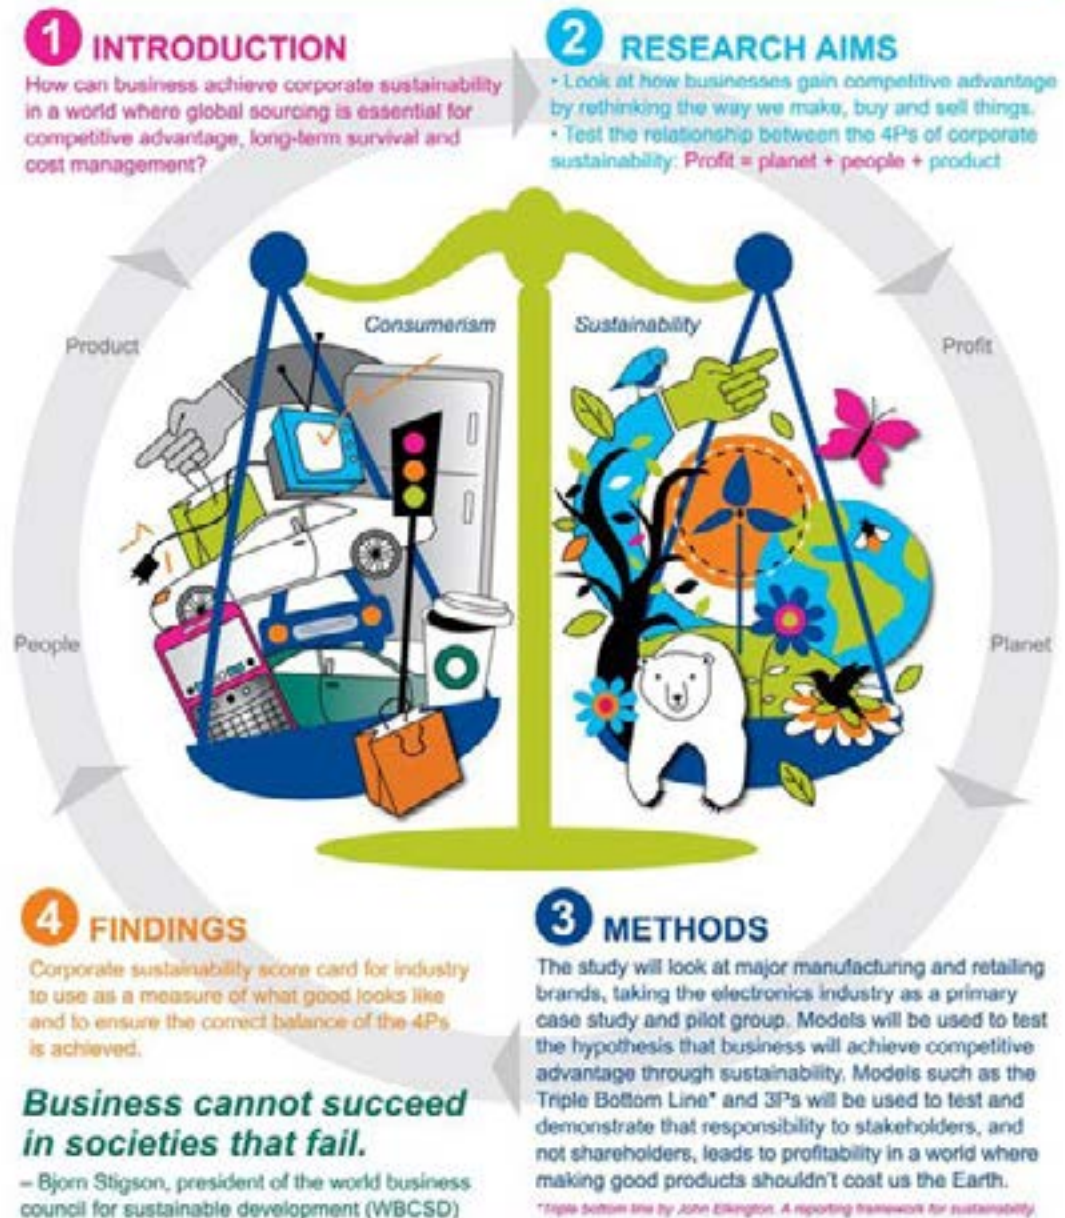 1 INTRODUCTION
How can business achieve corporate sustainability
in a world where global sourcing is essential for
competitive advantage, long-term survival and
cost management?
2 RESEARCH AIMS
• Look at how businesses gain competitive advantage
by rethinking the way we make, buy and sell things.
• Test the relationship between the 4Ps of corporate
sustainability: Profit = planet + people + product
Consumerism
Sustainability
Product
Profit
People
Planet
4 FINDINGS
Corporate sustainability score card for industry
to use as a measure of what good looks like
and to ensure the correct balance of the 4Ps
is achieved.
Business cannot succeed
in societies that fail.
– Bjorn Stigson, president of the world business
council for sustainable development (WBCSD)
3 METHODS
The study will look at major manufacturing and retailing
brands, taking the electronics industry as a primary
case study and pilot group. Models will be used to test
the hypothesis that business will achieve competitive
advantage through sustainability. Models such as the
Triple Bottom Line* and 3Ps will be used to test and
demonstrate that responsibility to stakeholders, and
not shareholders, leads to profitability in a world where
making good products shouldn't cost us the Earth.
*Triple bottom line by John Elkington. A reporting framework for sustainability.